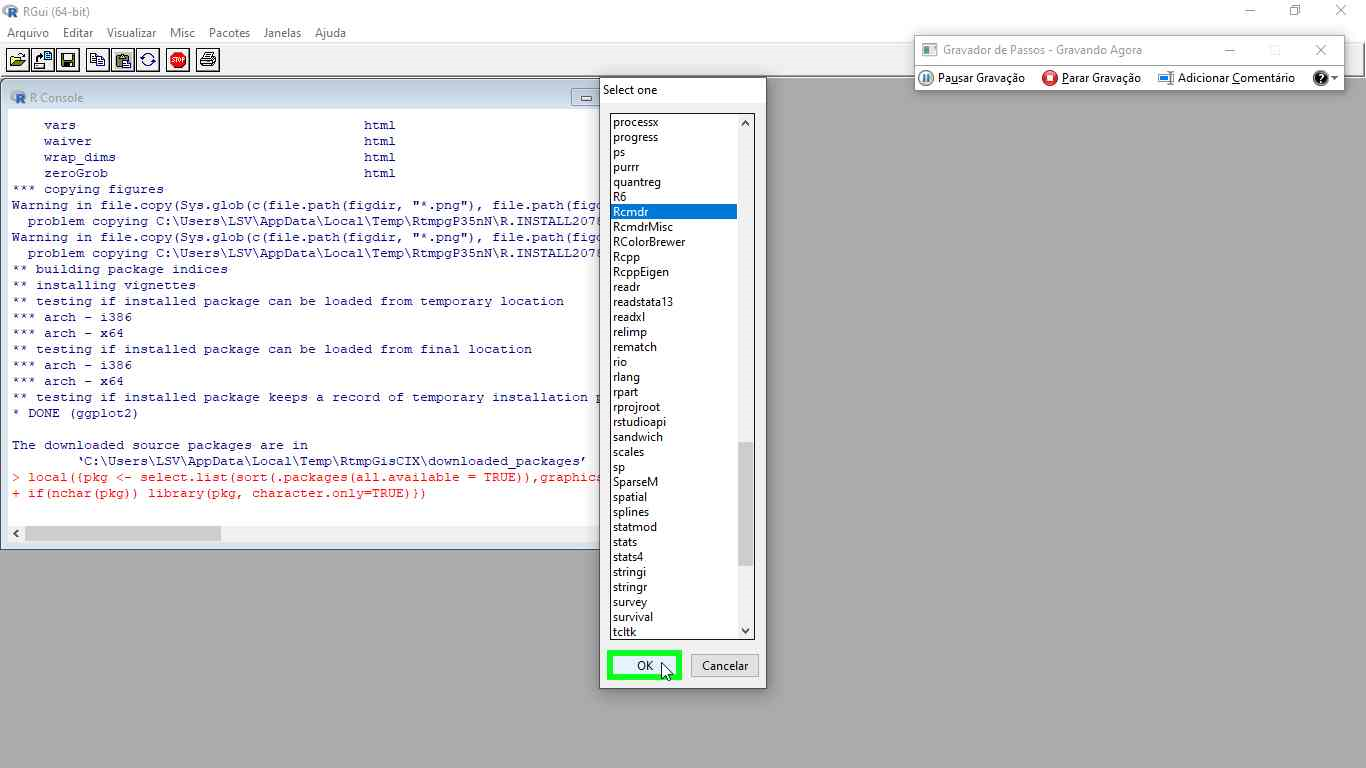 RGui (64-bit)
Arquivo Editar Visualizar Misc Pacotes Janelas Ajuda
STOP
Gravador de Passos - Gravando Agora
Pausar Gravação Parar Gravação Adicionar Comentário ?
R Console
vars html
waiver html
wrap_dims html
zeroGrob html
*** copying figures
Warning in file.copy(Sys.glob(c(file.path(figdir, "*.png"), file.path(figd
problem copying C:\Users\LSV\AppData\Local\Temp\RtmpgP35nN\R.INSTALL2078
Warning in file.copy(Sys.glob(c(file.path(figdir, "*.png"), file.path(figd
problem copying C:\Users\LSV\AppData\Local\Temp\RtmpgP35nN\R.INSTALL2078
** building package indices
** installing vignettes
** testing if installed package can be loaded from temporary location
*** arch - i386
*** arch - x64
** testing if installed package can be loaded from final location
*** arch - i386
*** arch - x64
** testing if installed package keeps a record of temporary installation p
* DONE (ggplot2)
The downloaded source packages are in
‘C:\Users\LSV\AppData\Local\Temp\RtmpGisCIX\downloaded_packages’
> local({pkg <- select.list(sort(.packages(all.available = TRUE)),graphics
+ if(nchar(pkg)) library(pkg, character.only=TRUE)})
Select one
processx
progress
ps
purrr
quantreg
R6
Rcmdr
RcmdrMisc
RColorBrewer
Rcpp
RcppEigen
readr
readstata13
readxl
relimp
rematch
rio
rlang
rpart
rprojroot
rstudioapi
sandwich
scales
sp
SparseM
spatial
splines
statmod
stats
stats4
stringi
stringr
survey
survival
tcltk
OK Cancelar